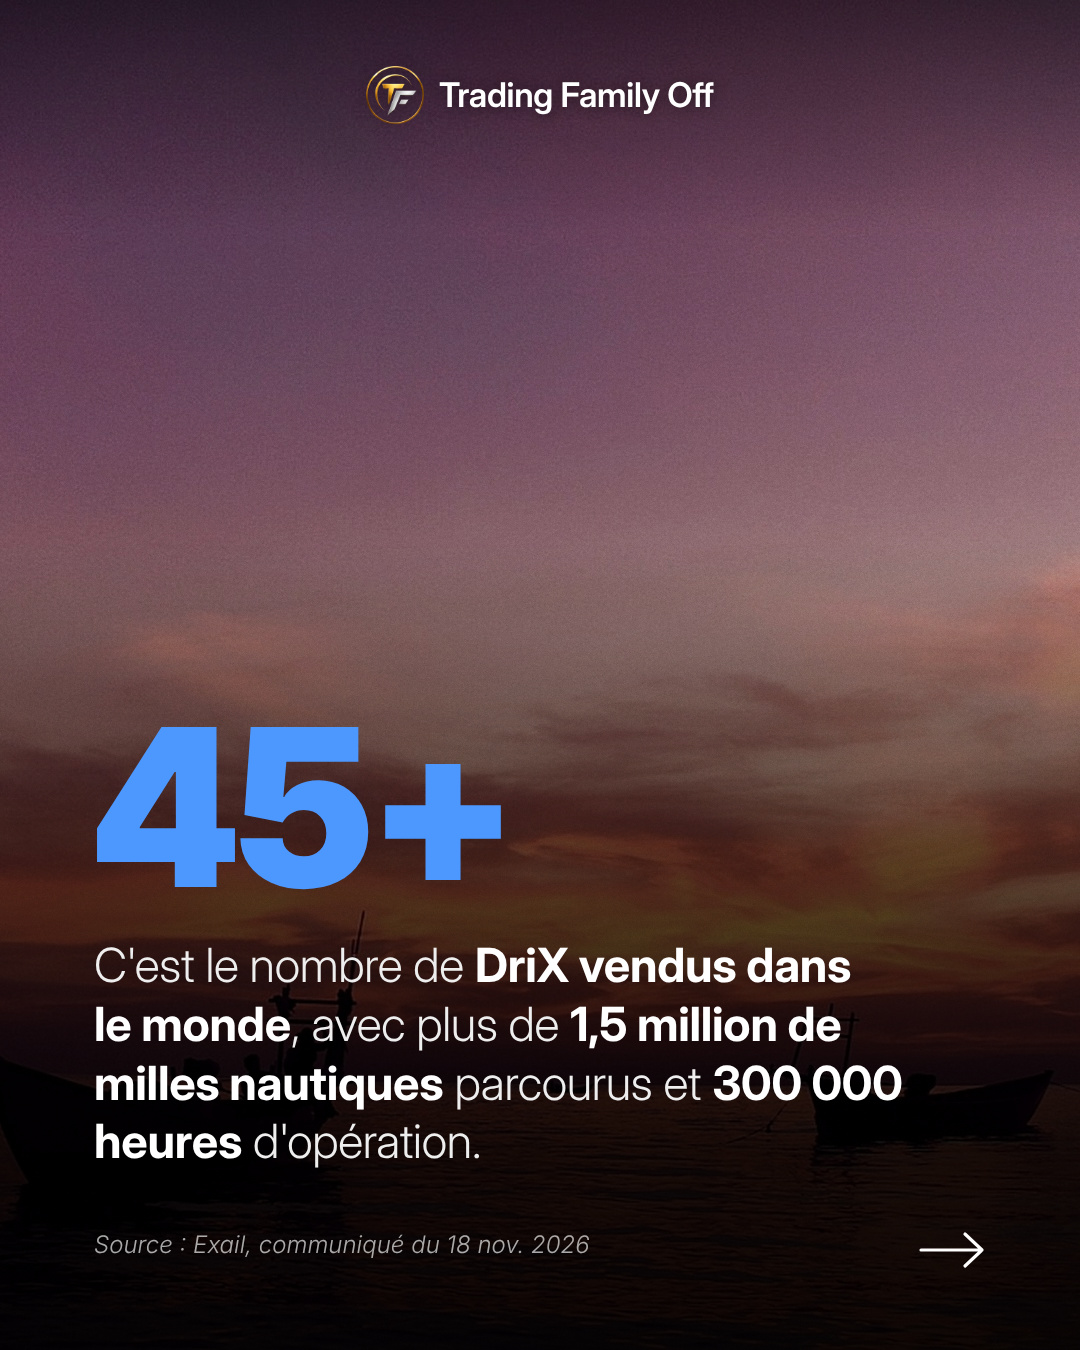 TF Trading Family Off
45+
C'est le nombre de DriX vendus dans
le monde, avec plus de 1,5 million de
milles nautiques parcourus et 300 000
heures d'opération.
Source : Exail, communiqué du 18 nov. 2026